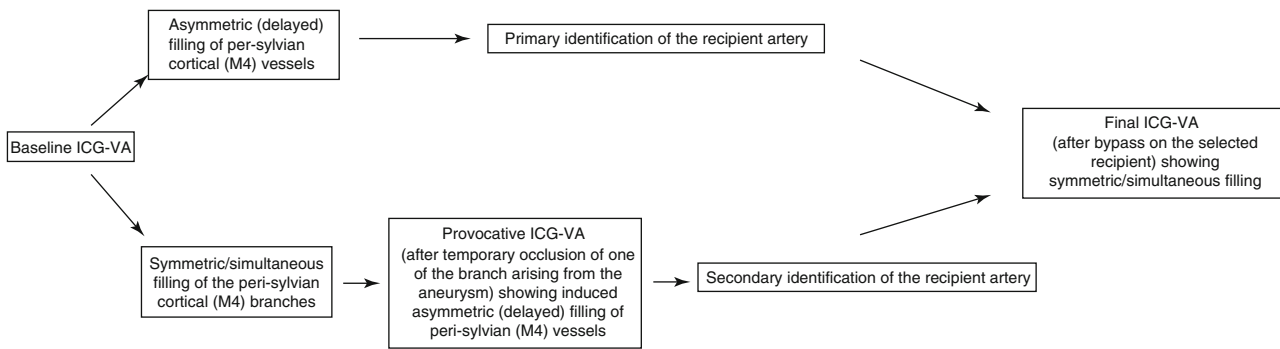 Asymmetric (delayed)
filling of per-sylvian
cortical (M4) vessels
Primary identification of the recipient artery
Baseline ICG-VA
Final ICG-VA
(after bypass on the selected
recipient) showing
symmetric/simultaneous filling
Symmetric/simultaneous
filling of the peri-sylvian
cortical (M4) branches
Provocative ICG-VA
(after temporary occlusion of one
of the branch arising from the
aneurysm) showing induced
asymmetric (delayed) filling of
peri-sylvian (M4) vessels
Secondary identification of the recipient artery